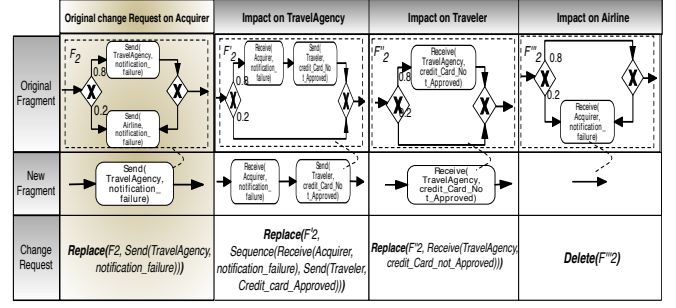 Original change Request on Acquirer
Impact on TravelAgency
Impact on Traveler
Impact on Airline
Original
Fragment
F2
Send(
TravelAgency,
notification_
failure)
0.8
X
X
0.2
Send(
Airline,
notification_
failure)
F'2
Receive(
Acquirer,
notification_
failure)
Send(
Traveler,
credit_Card_No
t_Approved)
0.8
X
X
0.2
F''2
Receive(
TravelAgency,
credit_Card_No
t_Approved)
0.8
X
X
0.2
F'''2
0.8
X
X
0.2
Receive(
Acquirer,
notification_
failure)
New
Fragment
Send(
TravelAgency,
notification_
failure)
Receive(
Acquirer,
notification_
failure)
Send(
Traveler,
credit_Card_No
t_Approved)
Receive(
TravelAgency,
credit_Card_No
t_Approved)
Change
Request
Replace(F2, Send(TravelAgency,
notification_failure)))
Replace(F'2,
Sequence(Receive(Acquirer,
notification_failure), Send(Traveler,
Credit_card_Approved)))
Replace(F''2, Receive(TravelAgency,
credit_Card_not_Approved)))
Delete(F'''2)